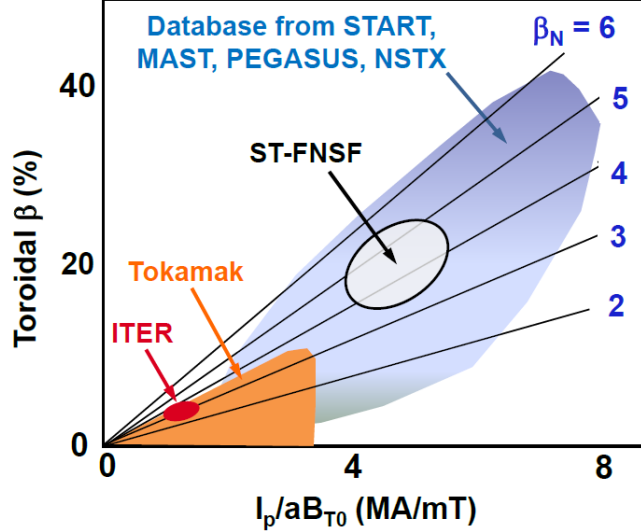 Database from START,
MAST, PEGASUS, NSTX
β_N = 6
5
4
3
2
ST-FNSF
Tokamak
ITER
Toroidal β (%)
40
20
0
0
4
8
I_p/aB_T0 (MA/mT)